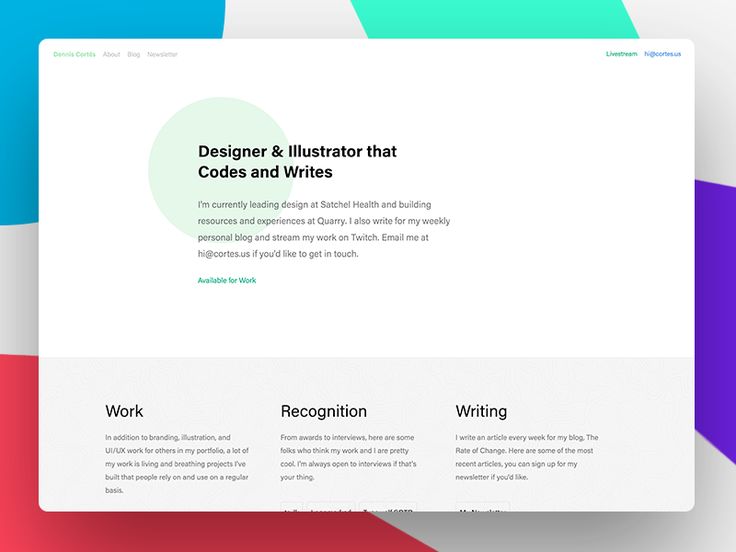 Dennis Cortés About Blog Newsletter Livestream hi@cortes.us
Designer & Illustrator that
Codes and Writes
I'm currently leading design at Satchel Health and building
resources and experiences at Quarry. I also write for my weekly
personal blog and stream my work on Twitch. Email me at
hi@cortes.us if you'd like to get in touch.
Available for Work
Work
In addition to branding, illustration, and
UI/UX work for others in my portfolio, a lot of
my work is living and breathing projects I've
built that people rely on and use on a regular
basis.
Recognition
From awards to interviews, here are some
folks who think my work and I are pretty
cool. I'm always open to interviews if that's
your thing.
Writing
I write an article every week for my blog, The
Rate of Change. Here are some of the most
recent articles, you can sign up for my
newsletter if you'd like.
My Newsletter